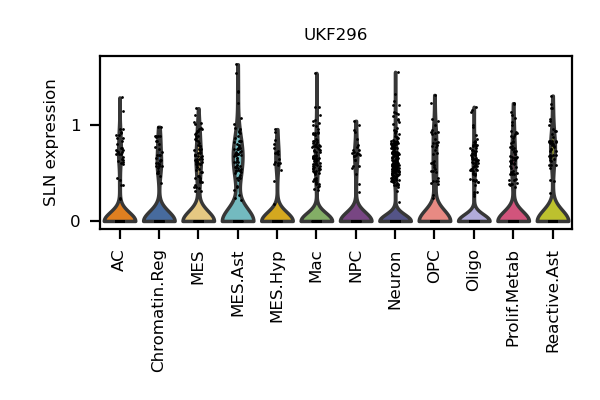 UKF296
SLN expression
1
0
AC
Chromatin.Reg
MES
MES.Ast
MES.Hyp
Mac
NPC
Neuron
OPC
Oligo
Prolif.Metab
Reactive.Ast